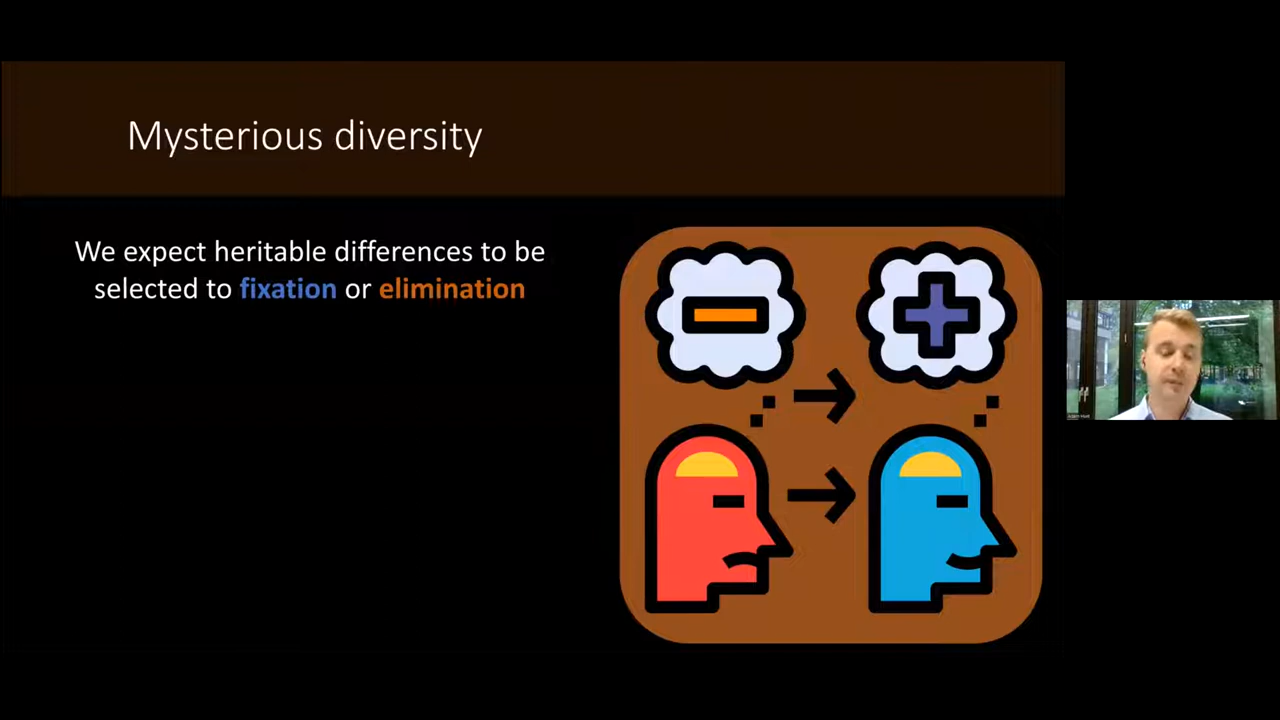 Mysterious diversity
We expect heritable differences to be
selected to fixation or elimination